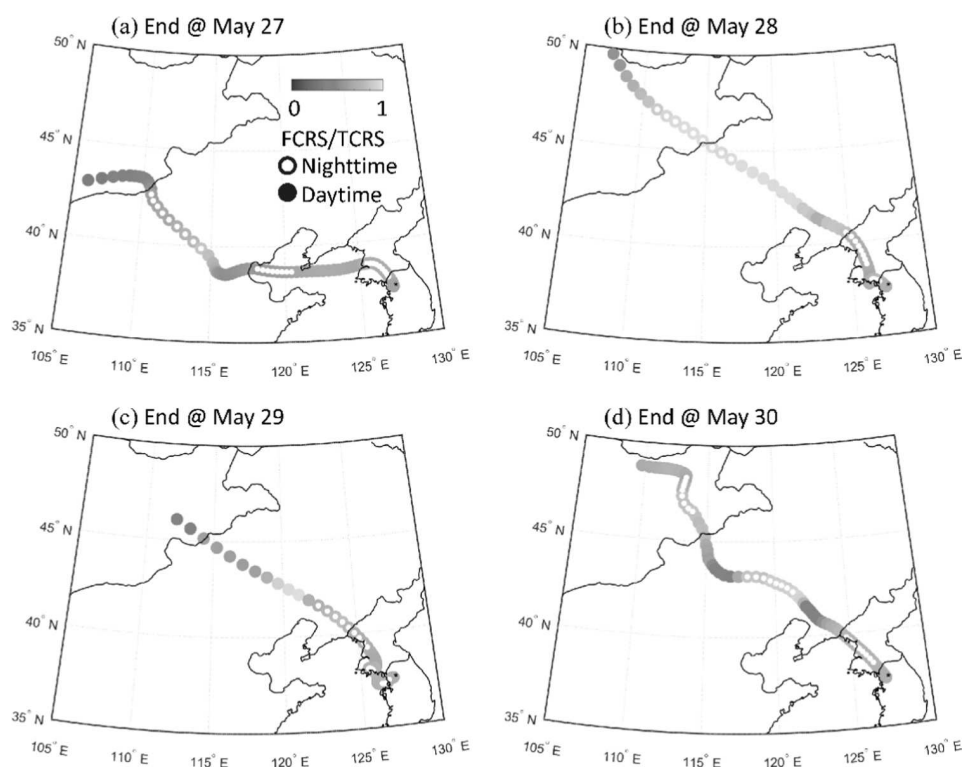 (a) End @ May 27
50° N
45° N
40° N
35° N
105° E
110° E
115° E
120° E
125° E
130° E
0 1
FCRS/TCRS
Nighttime
Daytime
(b) End @ May 28
50° N
45° N
40° N
35° N
105° E
110° E
115° E
120° E
125° E
130° E
(c) End @ May 29
50° N
45° N
40° N
35° N
105° E
110° E
115° E
120° E
125° E
130° E
(d) End @ May 30
50° N
45° N
40° N
35° N
105° E
110° E
115° E
120° E
125° E
130° E